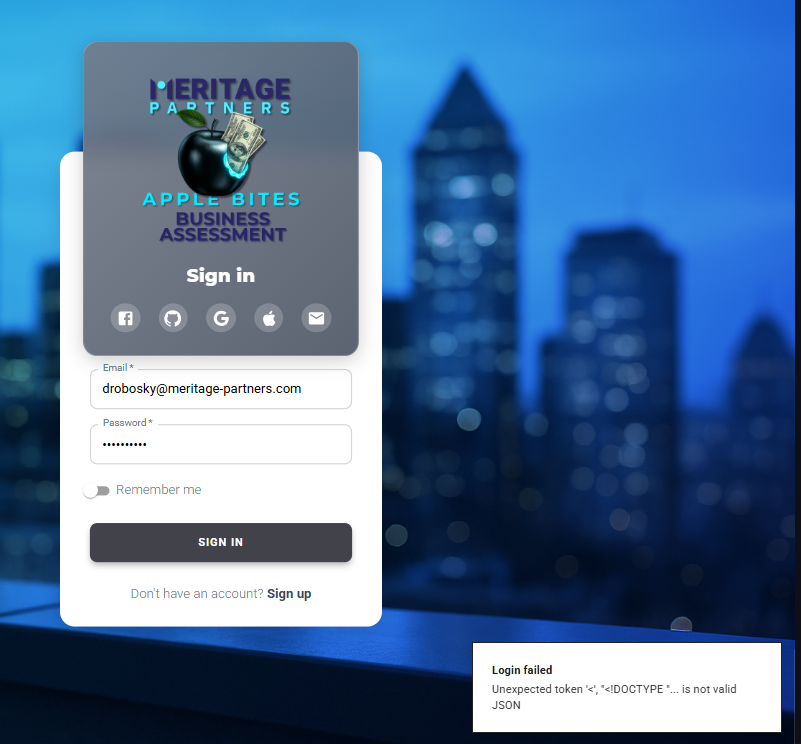 MERITAGE
PARTNERS
APPLE BITES
BUSINESS
ASSESSMENT
Sign in
Email *
drobosky@meritage-partners.com
Password *
••••••••••
Remember me
SIGN IN
Don't have an account? Sign up
Login failed
Unexpected token '<', "<!DOCTYPE "... is not valid
JSON